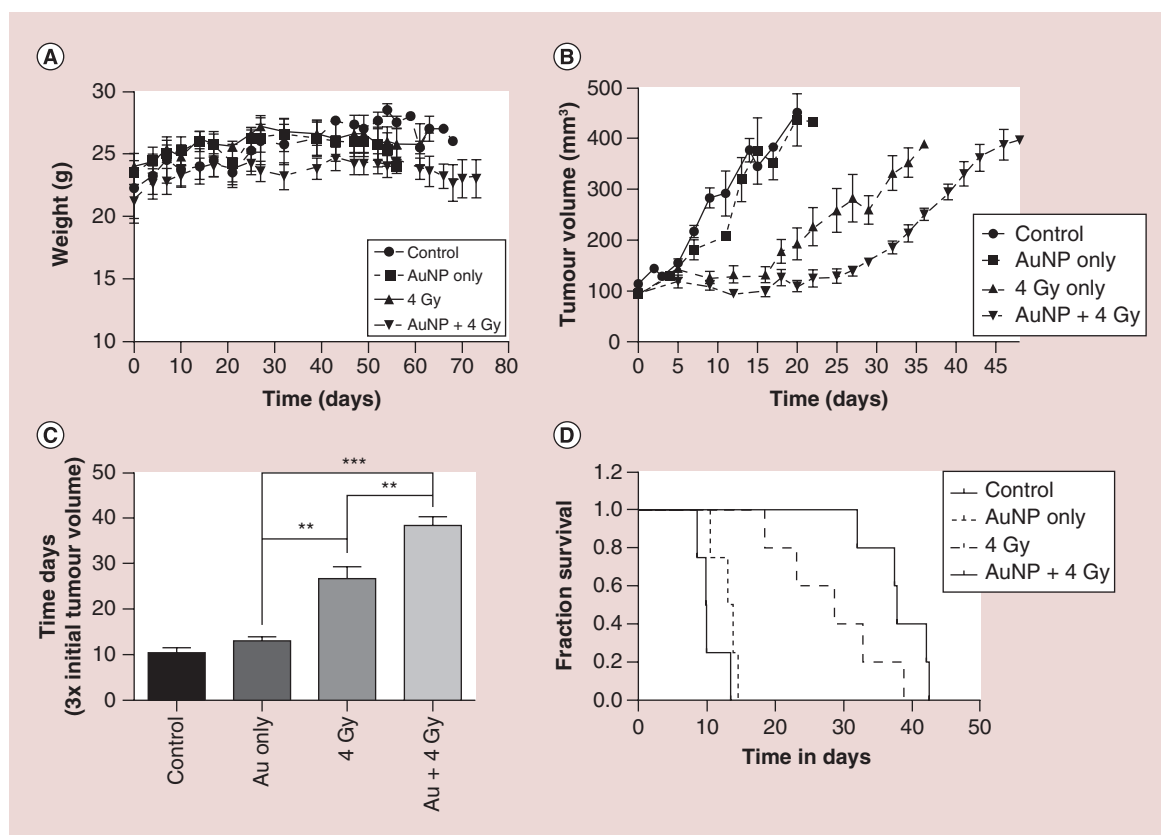 A
Weight (g)
30
25
20
15
10
0 10 20 30 40 50 60 70 80
Time (days)
Control
AuNP only
4 Gy
AuNP + 4 Gy
B
Tumour volume (mm³)
500
400
300
200
100
0
0 5 10 15 20 25 30 35 40 45
Time (days)
Control
AuNP only
4 Gy only
AuNP + 4 Gy
C
Time days
(3x initial tumour volume)
50
40
30
20
10
0
***
**
**
Control
Au only
4 Gy
Au + 4 Gy
D
Fraction survival
1.2
1.0
0.8
0.6
0.4
0.2
0.0
0 10 20 30 40 50
Time in days
Control
AuNP only
4 Gy
AuNP + 4 Gy